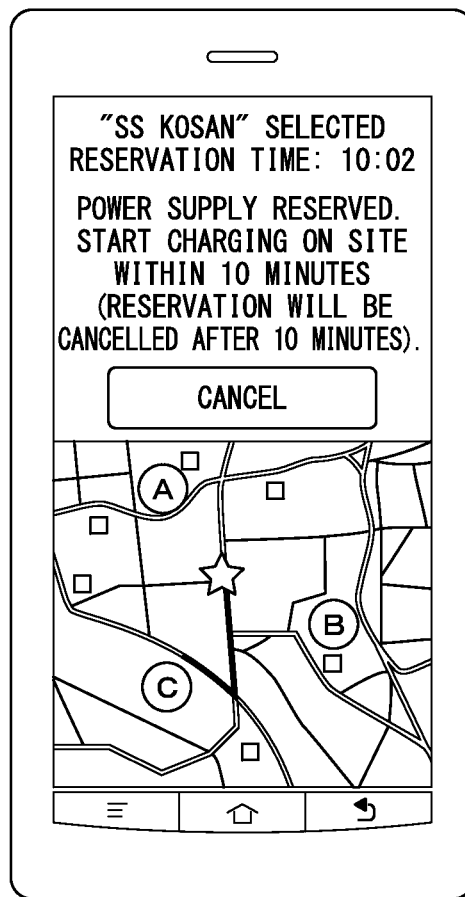 "SS KOSAN" SELECTED
RESERVATION TIME: 10:02
POWER SUPPLY RESERVED.
START CHARGING ON SITE
WITHIN 10 MINUTES
(RESERVATION WILL BE
CANCELLED AFTER 10 MINUTES).
CANCEL
A
B
C